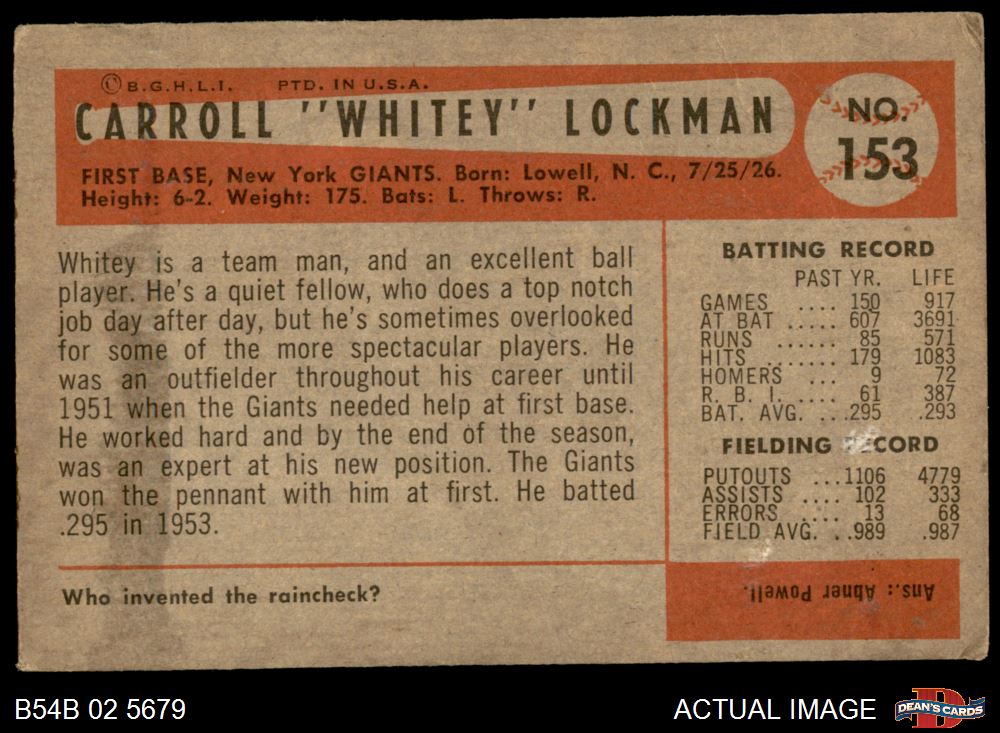 © B.G.H.L.I. PTD. IN U.S.A.
CARROLL "WHITEY" LOCKMAN
NO.
153
FIRST BASE, New York GIANTS. Born: Lowell, N. C., 7/25/26.
Height: 6-2. Weight: 175. Bats: L. Throws: R.
Whitey is a team man, and an excellent ball
player. He's a quiet fellow, who does a top notch
job day after day, but he's sometimes overlooked
for some of the more spectacular players. He
was an outfielder throughout his career until
1951 when the Giants needed help at first base.
He worked hard and by the end of the season,
was an expert at his new position. The Giants
won the pennant with him at first. He batted
.295 in 1953.
BATTING RECORD
PAST YR. LIFE
GAMES .... 150 917
AT BAT ..... 607 3691
RUNS ...... 85 571
HITS ....... 179 1083
HOMERS ... 9 72
R. B. I. .... 61 387
BAT. AVG. ...295 .293
FIELDING RECORD
PUTOUTS ...1106 4779
ASSISTS .... 102 333
ERRORS .... 13 68
FIELD AVG. ..989 .987
Who invented the raincheck?
Ans.: Abner Powell.
B54B 02 5679
ACTUAL IMAGE
D
DEAN'S CARDS